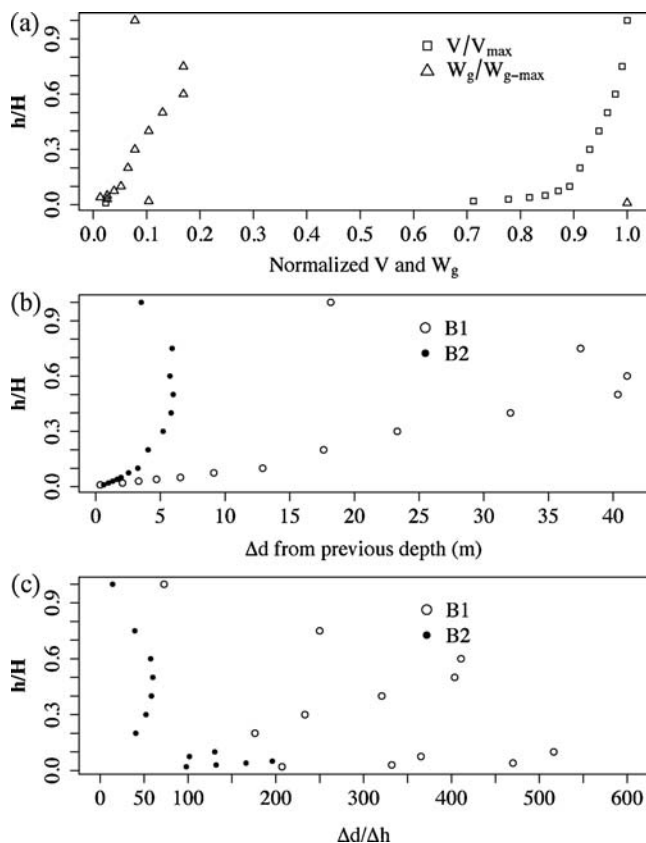 (a)
h/H
0.0 0.3 0.6 0.9
V/Vmax
Wg/Wg−max
0.0 0.1 0.2 0.3 0.4 0.5 0.6 0.7 0.8 0.9 1.0
Normalized V and Wg
(b)
h/H
0.0 0.3 0.6 0.9
B1
B2
0 5 10 15 20 25 30 35 40
Δd from previous depth (m)
(c)
h/H
0.0 0.3 0.6 0.9
B1
B2
0 50 100 200 300 400 500 600
Δd/Δh